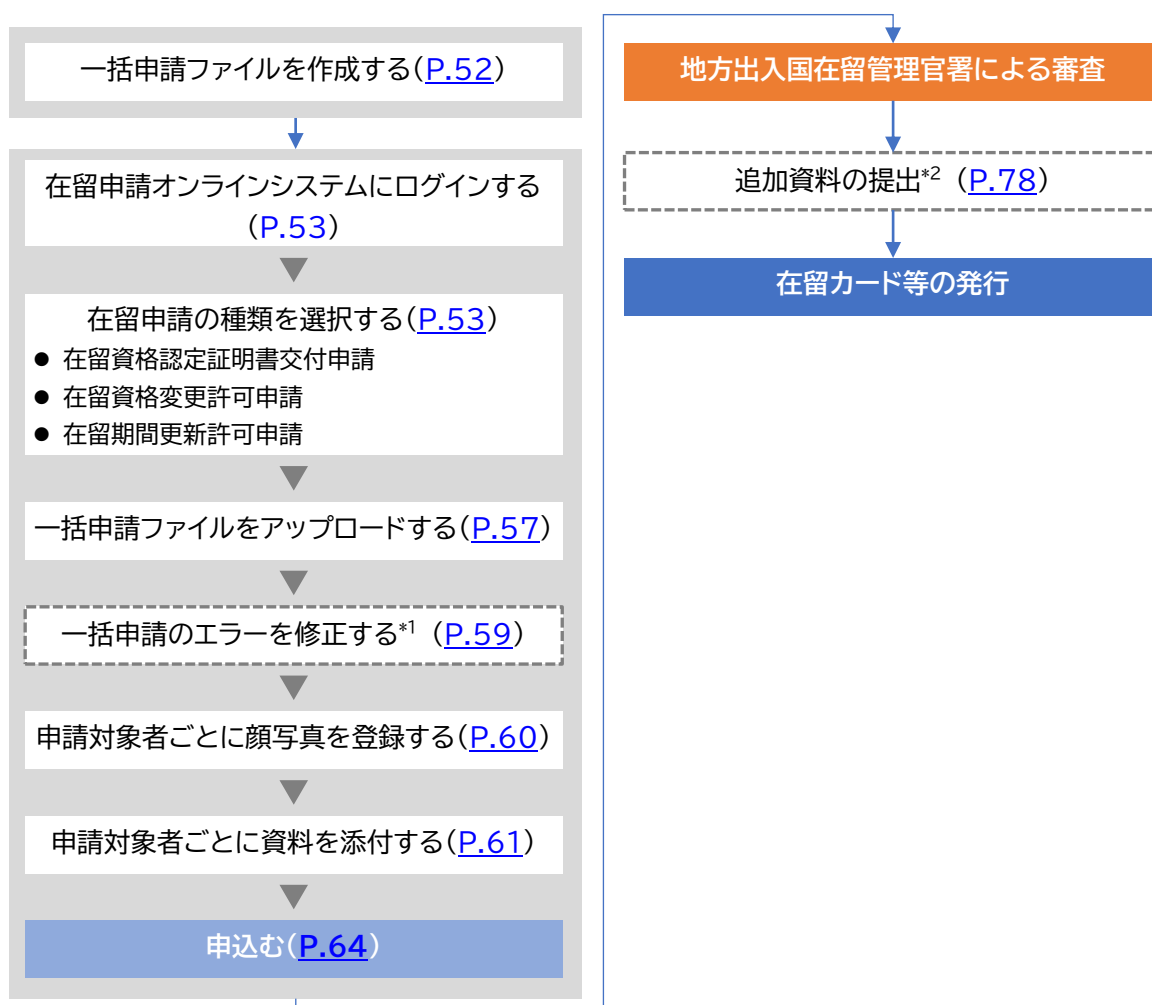 一括申請ファイルを作成する(P.52)
在留申請オンラインシステムにログインする
(P.53)
在留申請の種類を選択する(P.53)
● 在留資格認定証明書交付申請
● 在留資格変更許可申請
● 在留期間更新許可申請
一括申請ファイルをアップロードする(P.57)
一括申請のエラーを修正する*1 (P.59)
申請対象者ごとに顔写真を登録する(P.60)
申請対象者ごとに資料を添付する(P.61)
申込む(P.64)
地方出入国在留管理官署による審査
追加資料の提出*2 (P.78)
在留カード等の発行